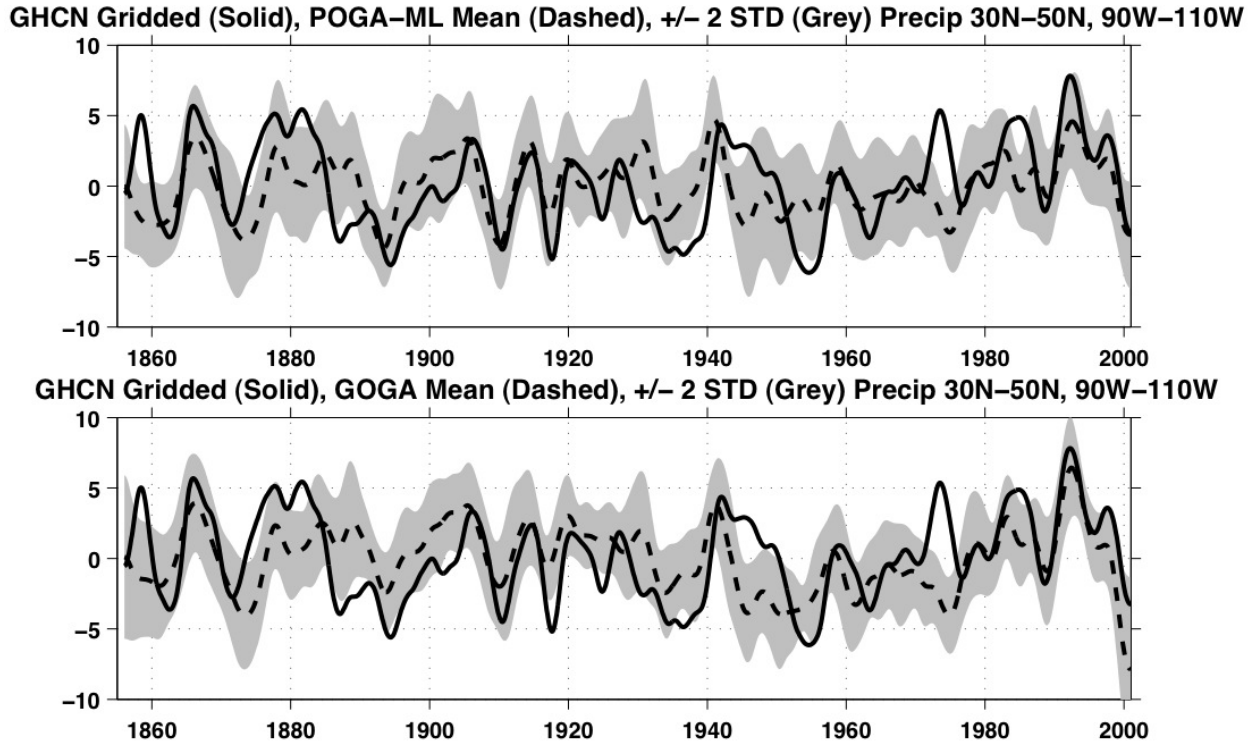 GHCN Gridded (Solid), POGA−ML Mean (Dashed), +/− 2 STD (Grey) Precip 30N−50N, 90W−110W
10
5
0
−5
−10
1860 1880 1900 1920 1940 1960 1980 2000
GHCN Gridded (Solid), GOGA Mean (Dashed), +/− 2 STD (Grey) Precip 30N−50N, 90W−110W
10
5
0
−5
−10
1860 1880 1900 1920 1940 1960 1980 2000